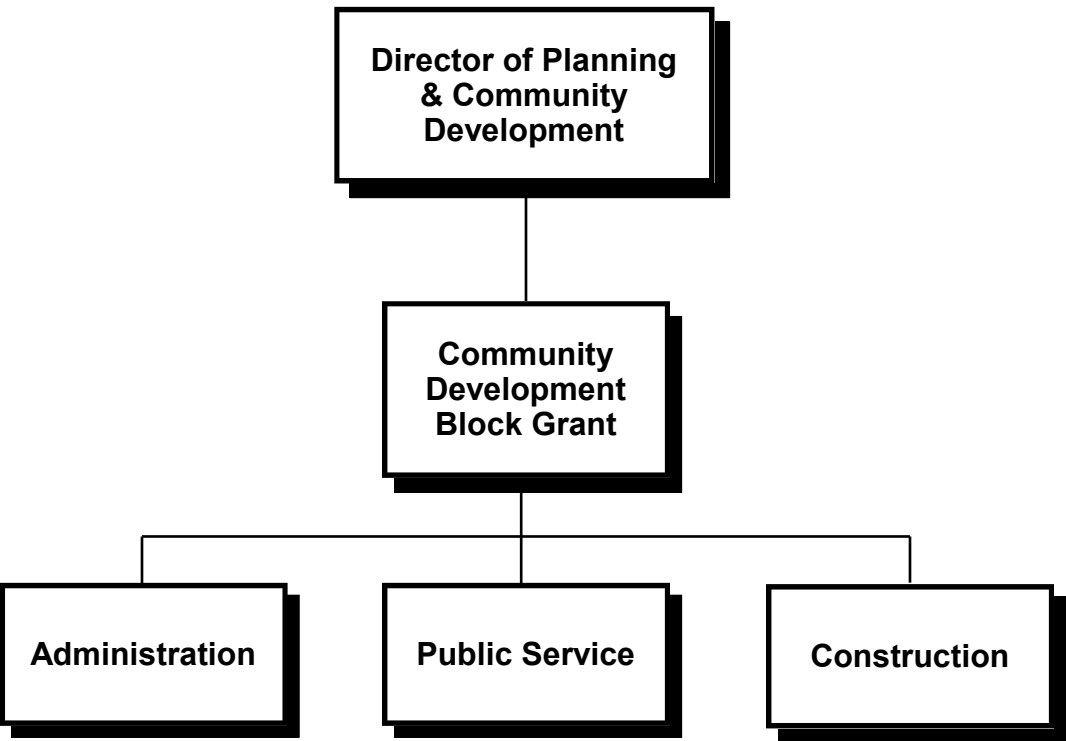 Director of Planning
& Community
Development
Community
Development
Block Grant
Administration
Public Service
Construction